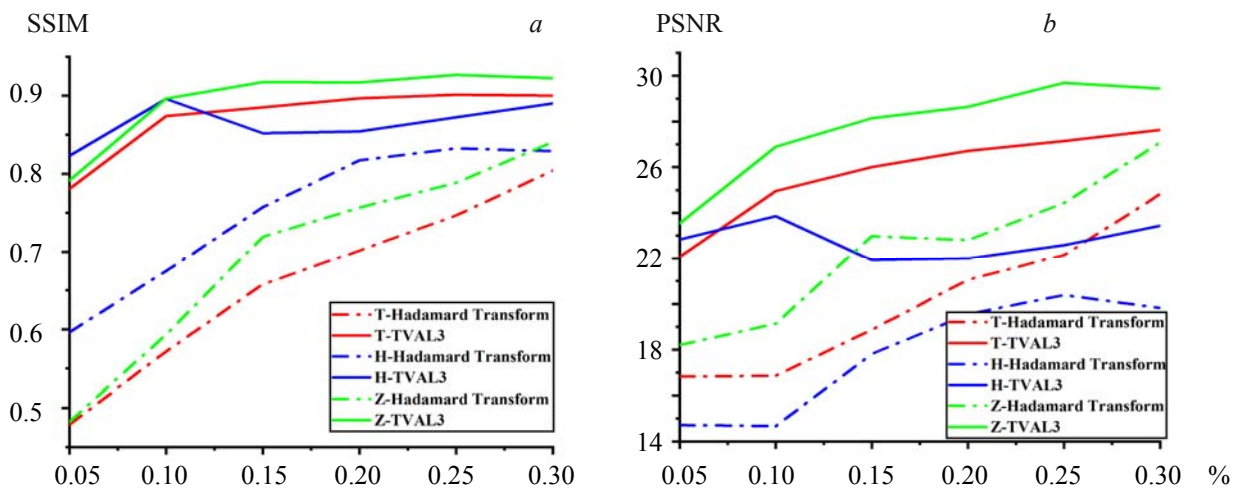 SSIM
a
0.9
0.8
0.7
0.6
0.5
0.05 0.10 0.15 0.20 0.25 0.30
T-Hadamard Transform
T-TVAL3
H-Hadamard Transform
H-TVAL3
Z-Hadamard Transform
Z-TVAL3
PSNR
b
30
26
22
18
14
0.05 0.10 0.15 0.20 0.25 0.30 %
T-Hadamard Transform
T-TVAL3
H-Hadamard Transform
H-TVAL3
Z-Hadamard Transform
Z-TVAL3